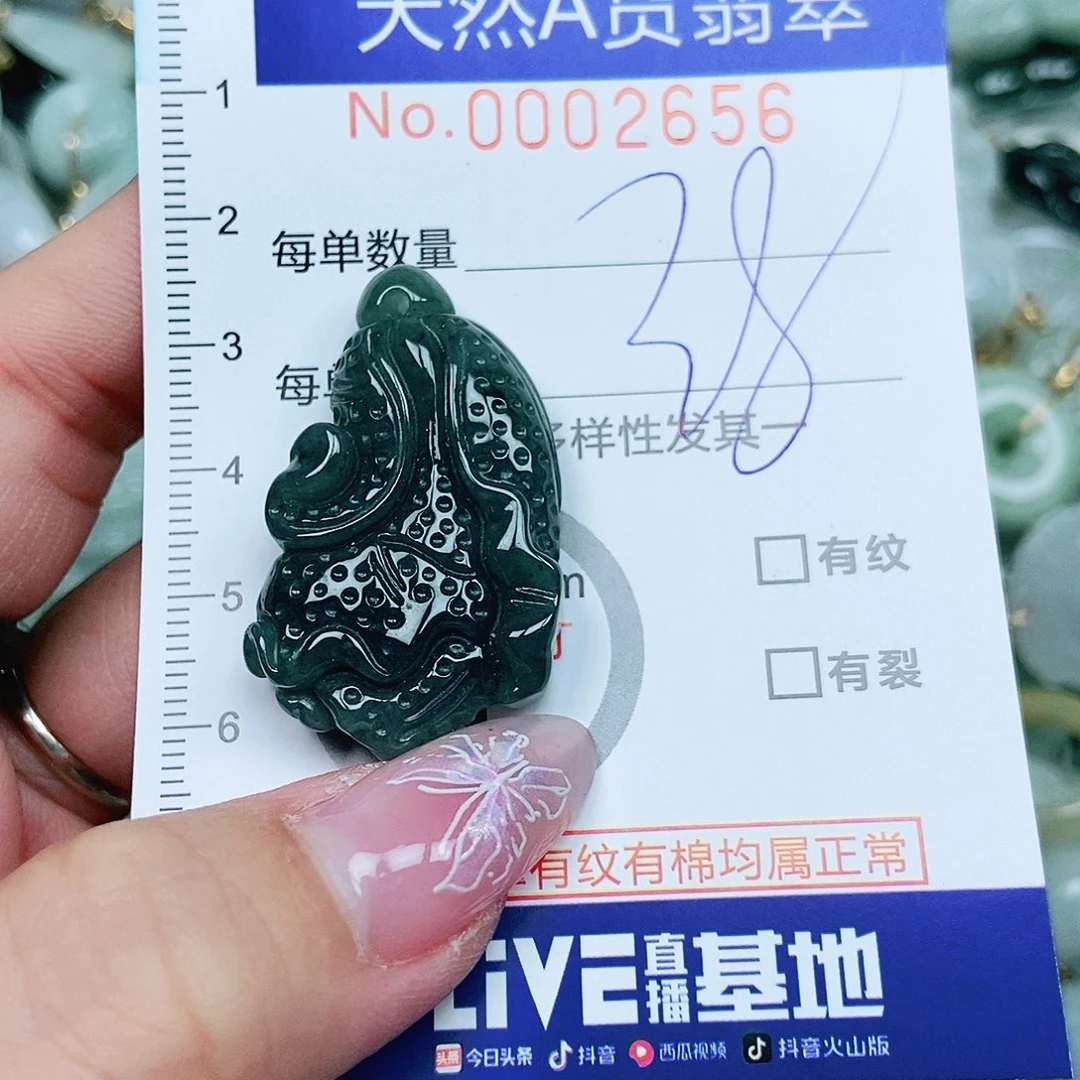 天然A货翡翠
No.0002656
1
2
3
4
5
6
每单数量
38
每单
多样性发其一
m
有纹
有裂
有纹有棉均属正常
LiVE直播基地
头条 今日头条 抖音 西瓜视频 抖音火山版